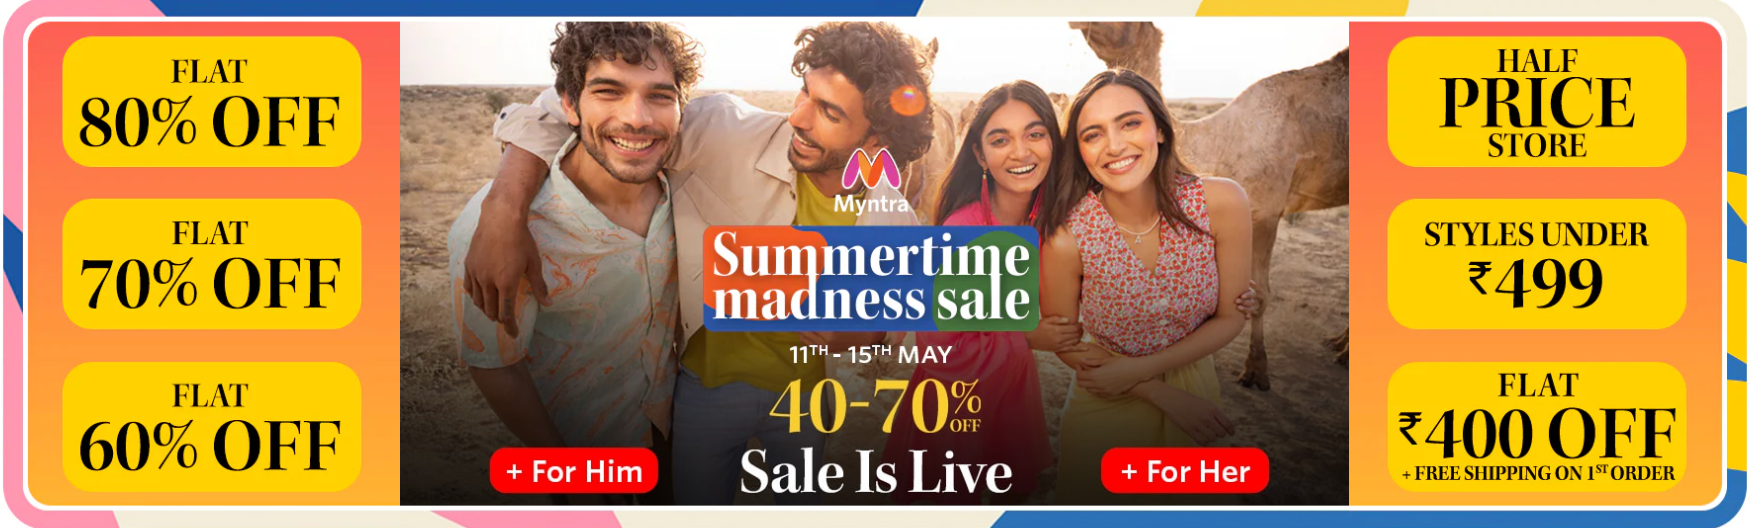 FLAT
80% OFF
FLAT
70% OFF
FLAT
60% OFF
Myntra
Summertime
madness sale
11TH - 15TH MAY
40-70% OFF
+ For Him
Sale Is Live
+ For Her
HALF
PRICE
STORE
STYLES UNDER
₹499
FLAT
₹400 OFF
+ FREE SHIPPING ON 1ST ORDER